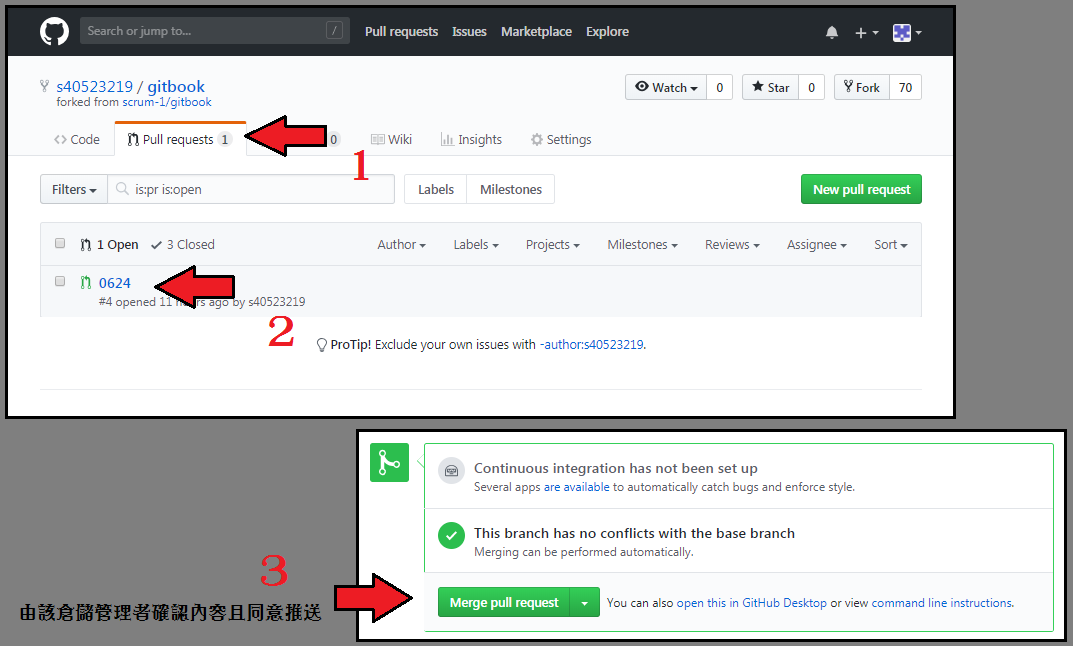 Search or jump to... /
Pull requests Issues Marketplace Explore
s40523219 / gitbook
forked from scrum-1/gitbook
Watch 0 Star 0 Fork 70
Code Pull requests 1 0 Wiki Insights Settings
1
Filters is:pr is:open Labels Milestones New pull request
1 Open 3 Closed Author Labels Projects Milestones Reviews Assignee Sort
0624
#4 opened 11 ago by s40523219
2
ProTip! Exclude your own issues with -author:s40523219.
Continuous integration has not been set up
Several apps are available to automatically catch bugs and enforce style.
This branch has no conflicts with the base branch
Merging can be performed automatically.
3
由該倉儲管理者確認內容且同意推送
Merge pull request You can also open this in GitHub Desktop or view command line instructions.